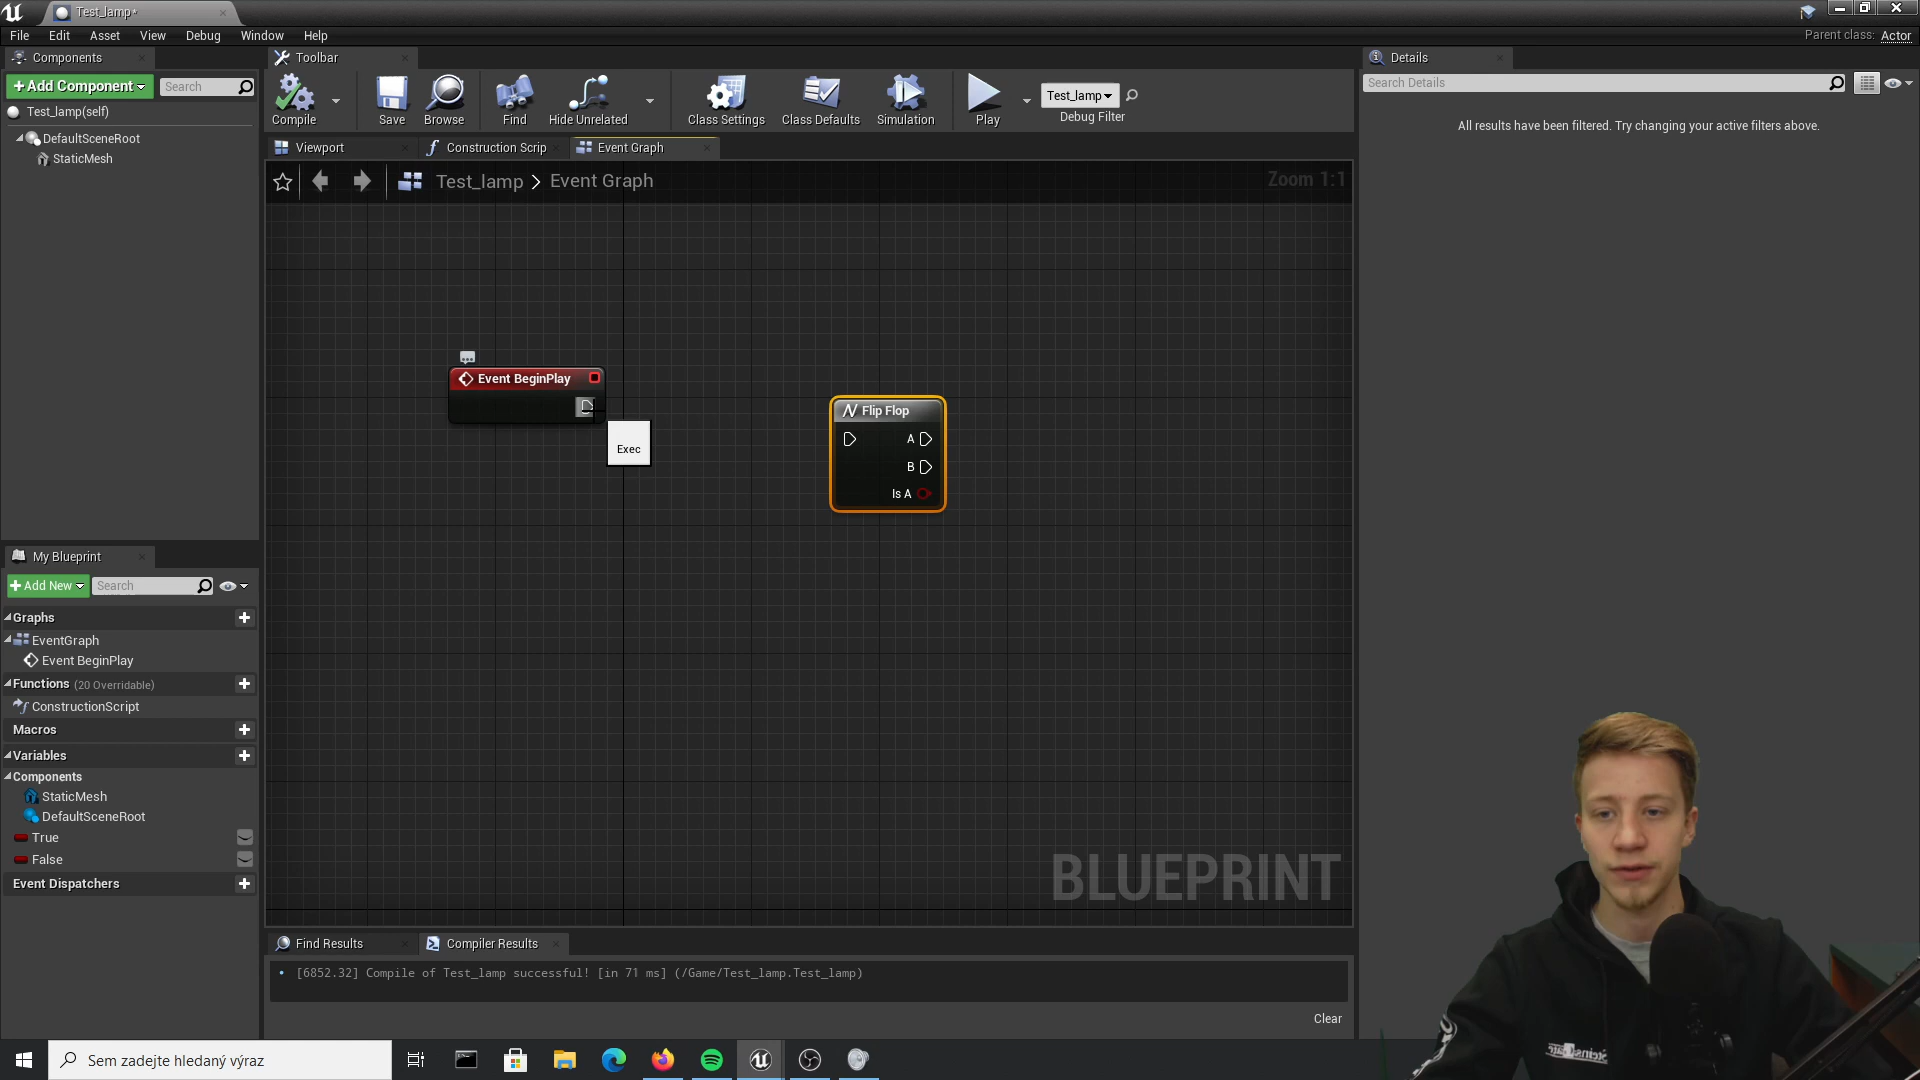 Test_lamp*
File Edit Asset View Debug Window Help
Parent class: Actor
Components
Toolbar
Details
+Add Component
Search
Test_lamp(self)
DefaultSceneRoot
StaticMesh
Compile
Save
Browse
Find
Hide Unrelated
Class Settings
Class Defaults
Simulation
Play
Test_lamp
Debug Filter
Search Details
All results have been filtered. Try changing your active filters above.
Viewport
Construction Scrip
Event Graph
Test_lamp > Event Graph
Zoom 1:1
Event BeginPlay
Exec
Flip Flop
A
B
Is A
BLUEPRINT
My Blueprint
+Add New
Search
Graphs
EventGraph
Event BeginPlay
Functions (20 Overridable)
ConstructionScript
Macros
Variables
Components
StaticMesh
DefaultSceneRoot
True
False
Event Dispatchers
Find Results
Compiler Results
• [6852.32] Compile of Test_lamp successful! [in 71 ms] (/Game/Test_lamp.Test_lamp)
Clear
Sem zadejte hledaný výraz